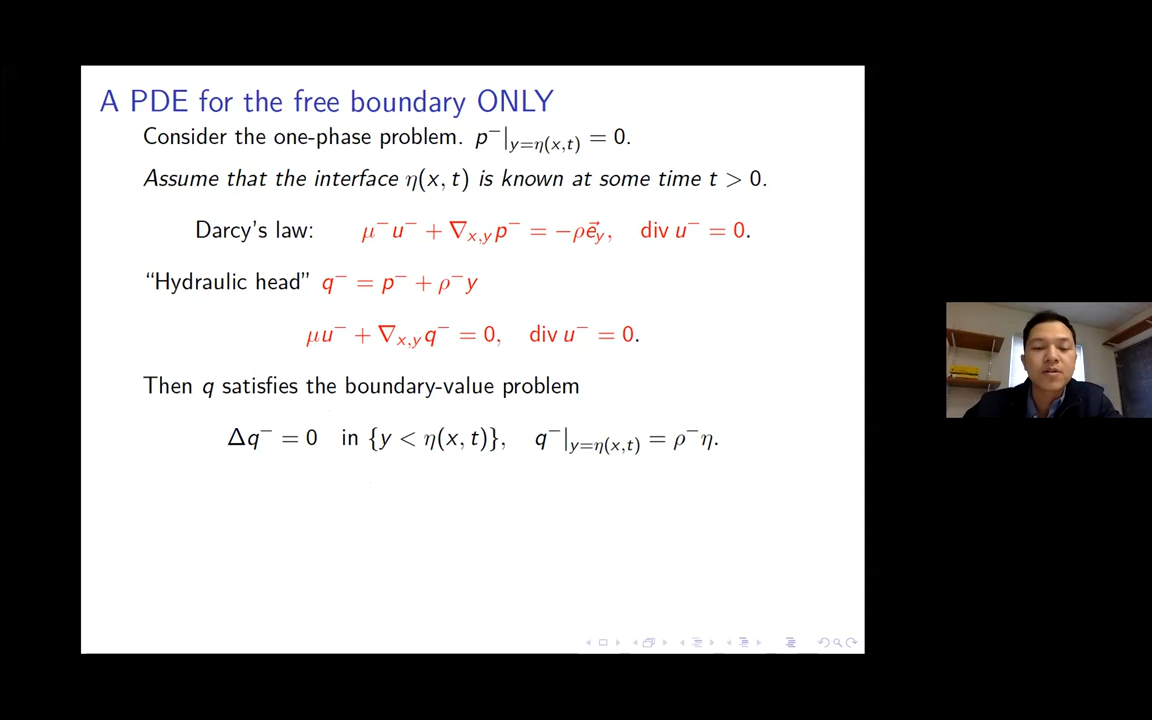 A PDE for the free boundary ONLY
Consider the one-phase problem. p⁻|y=η(x,t) = 0.
Assume that the interface η(x, t) is known at some time t > 0.
Darcy's law: μ⁻u⁻ + ∇x,y p⁻ = −ρe⃗y, div u⁻ = 0.
“Hydraulic head” q⁻ = p⁻ + ρ⁻y
μu⁻ + ∇x,y q⁻ = 0, div u⁻ = 0.
Then q satisfies the boundary-value problem
Δq⁻ = 0 in {y < η(x, t)}, q⁻|y=η(x,t) = ρ⁻η.